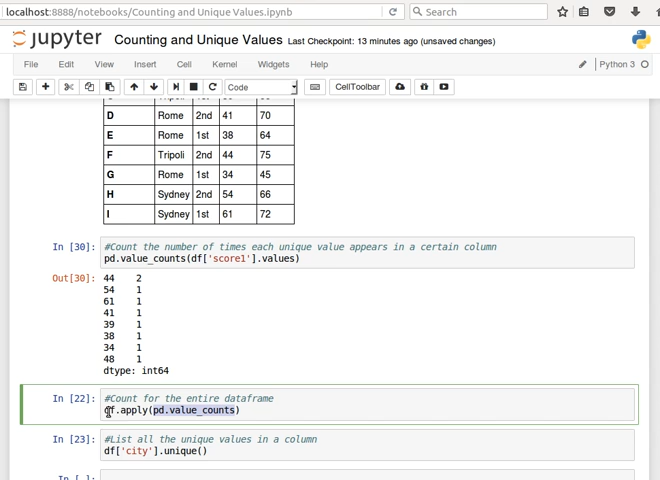 localhost:8888/notebooks/Counting and Unique Values.ipynb
Search
jupyter Counting and Unique Values Last Checkpoint: 13 minutes ago (unsaved changes)
File Edit View Insert Cell Kernel Widgets Help Python 3
Code CellToolbar
D Rome 2nd 41 70
E Rome 1st 38 64
F Tripoli 2nd 44 75
G Rome 1st 34 45
H Sydney 2nd 54 66
I Sydney 1st 61 72
In [30]: #Count the number of times each unique value appears in a certain column
pd.value_counts(df['score1'].values)
Out[30]: 44 2
54 1
61 1
41 1
39 1
38 1
34 1
48 1
dtype: int64
In [22]: #Count for the entire dataframe
df.apply(pd.value_counts)
In [23]: #List all the unique values in a column
df['city'].unique()